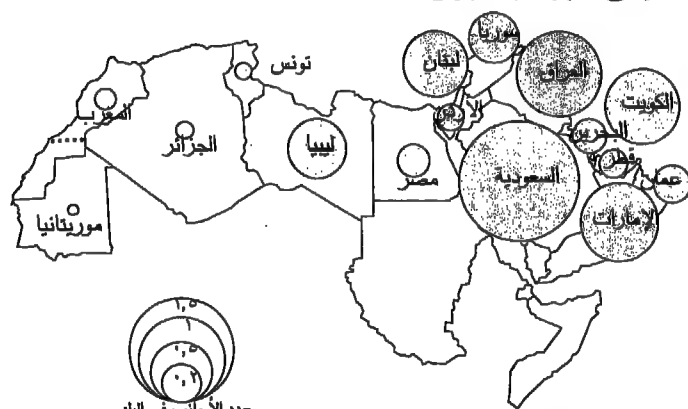 تونس
سوريا
لبنان
العراق
الكويت
المغرب
الجزائر
ليبيا
مصر
الأردن
البحرين
قطر
عمان
السعودية
الإمارات
موريتانيا
١,٥
١
٠,٥
٠,٢